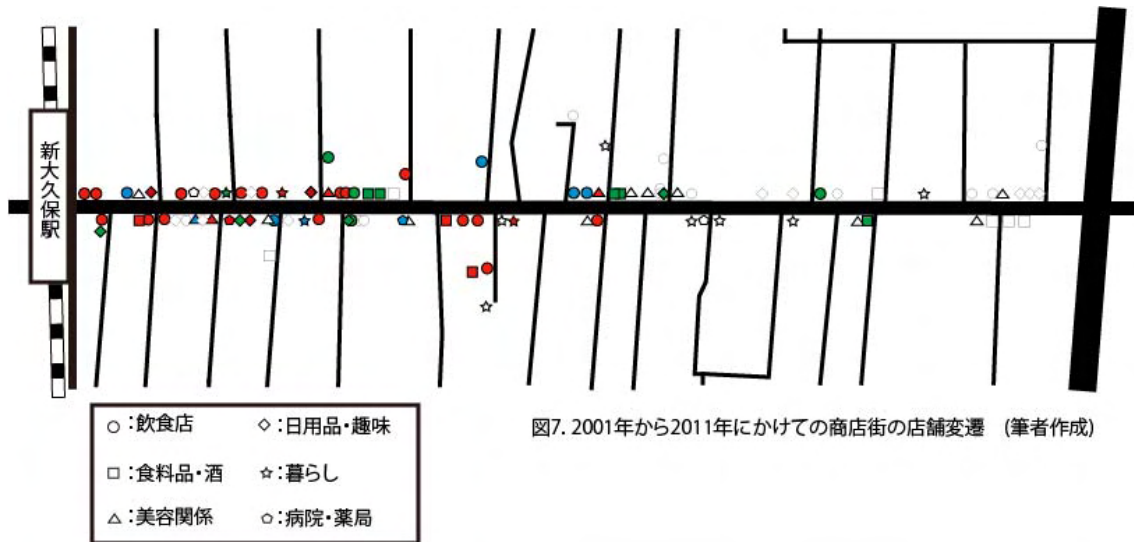 新大久保駅
図7. 2001年から2011年にかけての商店街の店舗変遷　(筆者作成)
○ :飲食店　◇ :日用品・趣味
□ :食料品・酒　☆ :暮らし
△ :美容関係　⬠ :病院・薬局